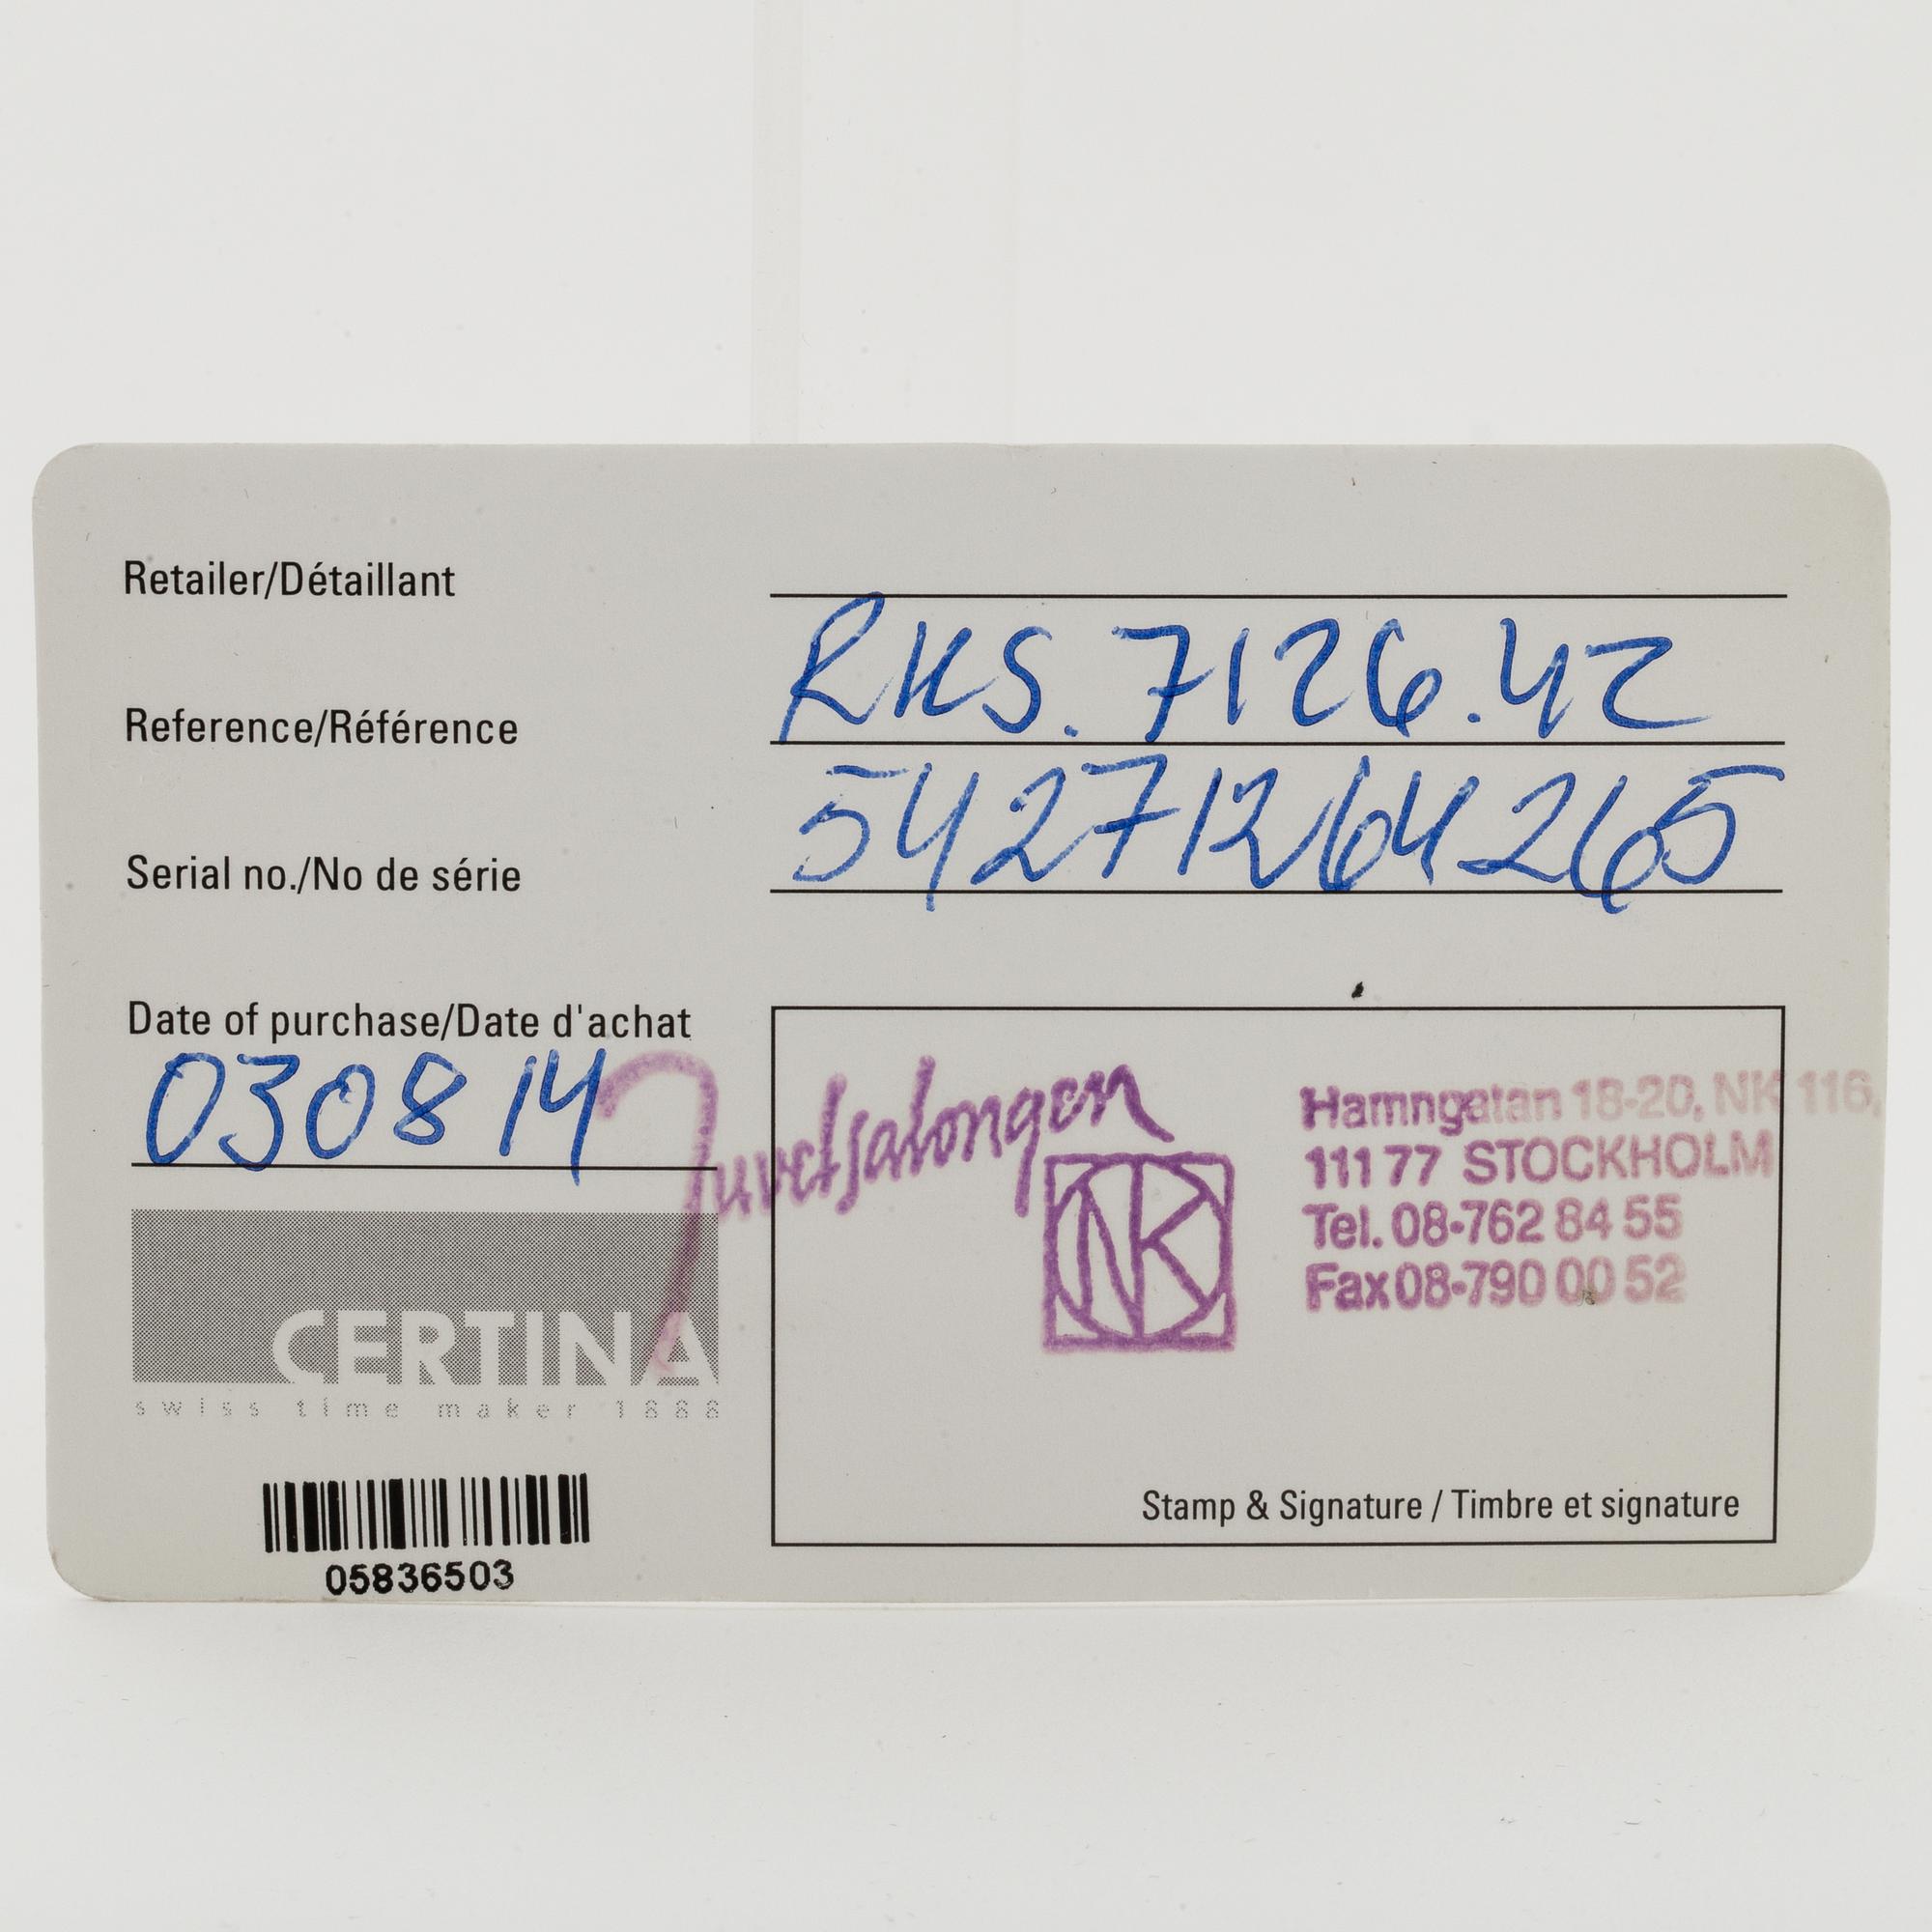 Retailer/Détaillant
Reference/Référence RKS. 7126.42
Serial no./No de série 54271264265
Date of purchase/Date d'achat
030814
Juvelsalongen
NK
Hamngatan 18-20, NK 116,
111 77 STOCKHOLM
Tel. 08-762 84 55
Fax 08-790 00 52
CERTINA
swiss time maker 1888
05836503
Stamp & Signature / Timbre et signature